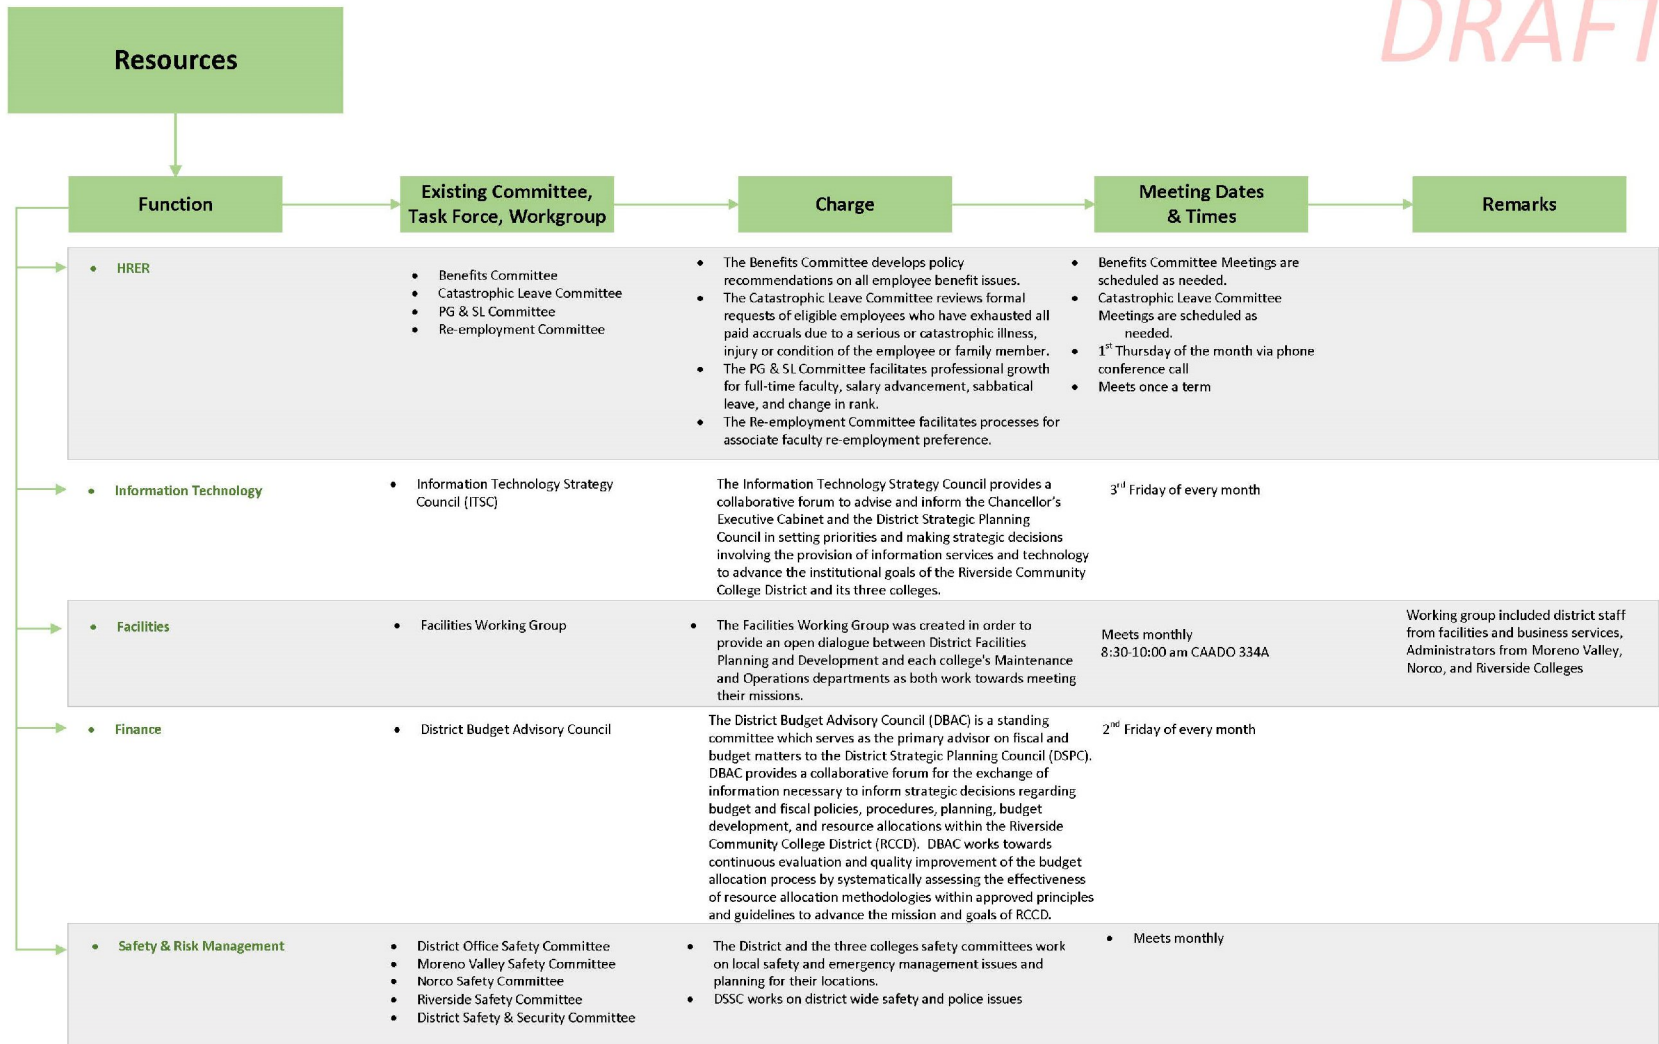 DRAFT
Resources
Function
Existing Committee,
Task Force, Workgroup
Charge
Meeting Dates
& Times
Remarks
• HRER
• Benefits Committee
• Catastrophic Leave Committee
• PG & SL Committee
• Re-employment Committee
• The Benefits Committee develops policy
recommendations on all employee benefit issues.
• The Catastrophic Leave Committee reviews formal
requests of eligible employees who have exhausted all
paid accruals due to a serious or catastrophic illness,
injury or condition of the employee or family member.
• The PG & SL Committee facilitates professional growth
for full-time faculty, salary advancement, sabbatical
leave, and change in rank.
• The Re-employment Committee facilitates processes for
associate faculty re-employment preference.
• Benefits Committee Meetings are
scheduled as needed.
• Catastrophic Leave Committee
Meetings are scheduled as
needed.
• 1st Thursday of the month via phone
conference call
• Meets once a term
• Information Technology
• Information Technology Strategy
Council (ITSC)
The Information Technology Strategy Council provides a
collaborative forum to advise and inform the Chancellor's
Executive Cabinet and the District Strategic Planning
Council in setting priorities and making strategic decisions
involving the provision of information services and technology
to advance the institutional goals of the Riverside Community
College District and its three colleges.
3rd Friday of every month
• Facilities
• Facilities Working Group
• The Facilities Working Group was created in order to
provide an open dialogue between District Facilities
Planning and Development and each college's Maintenance
and Operations departments as both work towards meeting
their missions.
Meets monthly
8:30-10:00 am CAADO 334A
Working group included district staff
from facilities and business services,
Administrators from Moreno Valley,
Norco, and Riverside Colleges
• Finance
• District Budget Advisory Council
The District Budget Advisory Council (DBAC) is a standing
committee which serves as the primary advisor on fiscal and
budget matters to the District Strategic Planning Council (DSPC).
DBAC provides a collaborative forum for the exchange of
information necessary to inform strategic decisions regarding
budget and fiscal policies, procedures, planning, budget
development, and resource allocations within the Riverside
Community College District (RCCD).  DBAC works towards
continuous evaluation and quality improvement of the budget
allocation process by systematically assessing the effectiveness
of resource allocation methodologies within approved principles
and guidelines to advance the mission and goals of RCCD.
2nd Friday of every month
• Safety & Risk Management
• District Office Safety Committee
• Moreno Valley Safety Committee
• Norco Safety Committee
• Riverside Safety Committee
• District Safety & Security Committee
• The District and the three colleges safety committees work
on local safety and emergency management issues and
planning for their locations.
• DSSC works on district wide safety and police issues
• Meets monthly